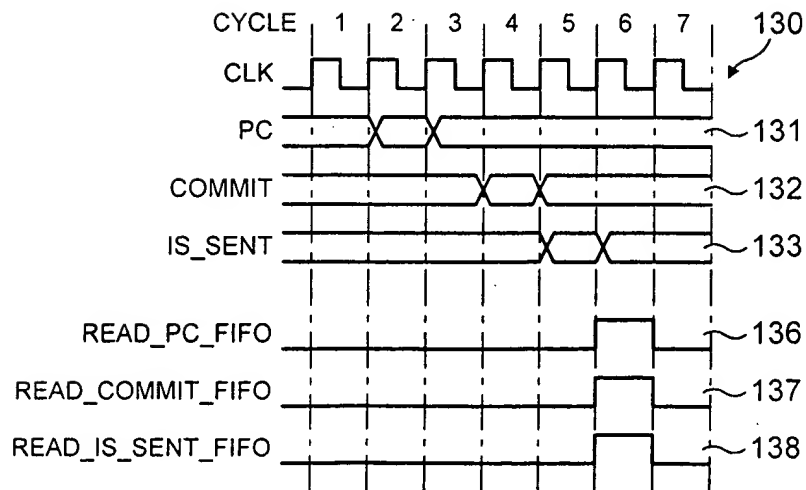 CYCLE 1 2 3 4 5 6 7 130
CLK
PC 131
COMMIT 132
IS_SENT 133
READ_PC_FIFO 136
READ_COMMIT_FIFO 137
READ_IS_SENT_FIFO 138